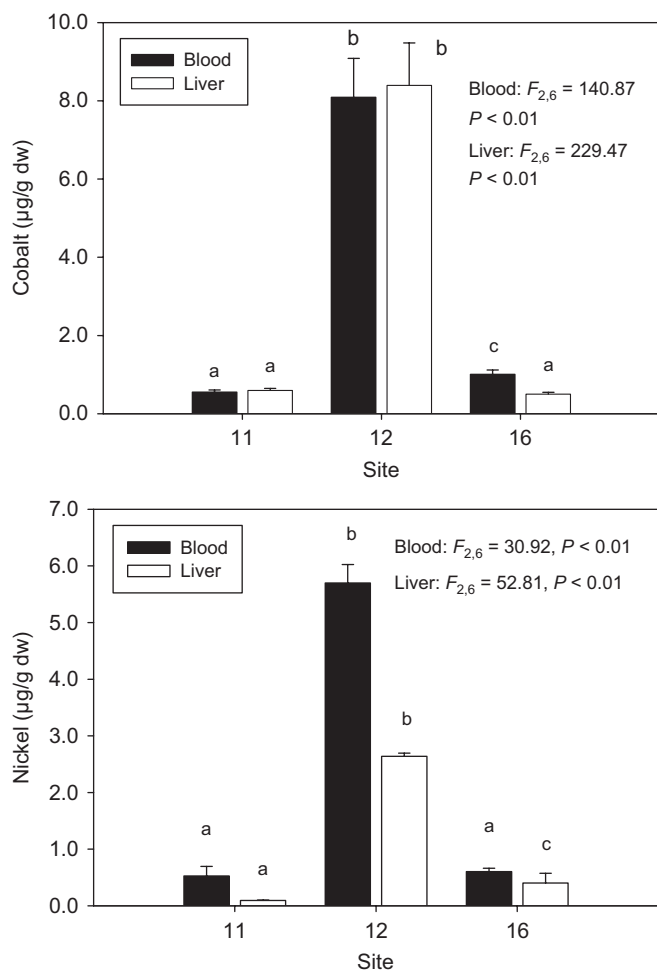 10.0
8.0
6.0
4.0
2.0
0.0
Cobalt (µg/g dw)
Blood
Liver
b
b
Blood: F2,6 = 140.87
P < 0.01
Liver: F2,6 = 229.47
P < 0.01
a
a
c
a
11
12
16
Site
7.0
6.0
5.0
4.0
3.0
2.0
1.0
0.0
Nickel (µg/g dw)
Blood
Liver
b
Blood: F2,6 = 30.92, P < 0.01
Liver: F2,6 = 52.81, P < 0.01
b
a
a
a
c
11
12
16
Site